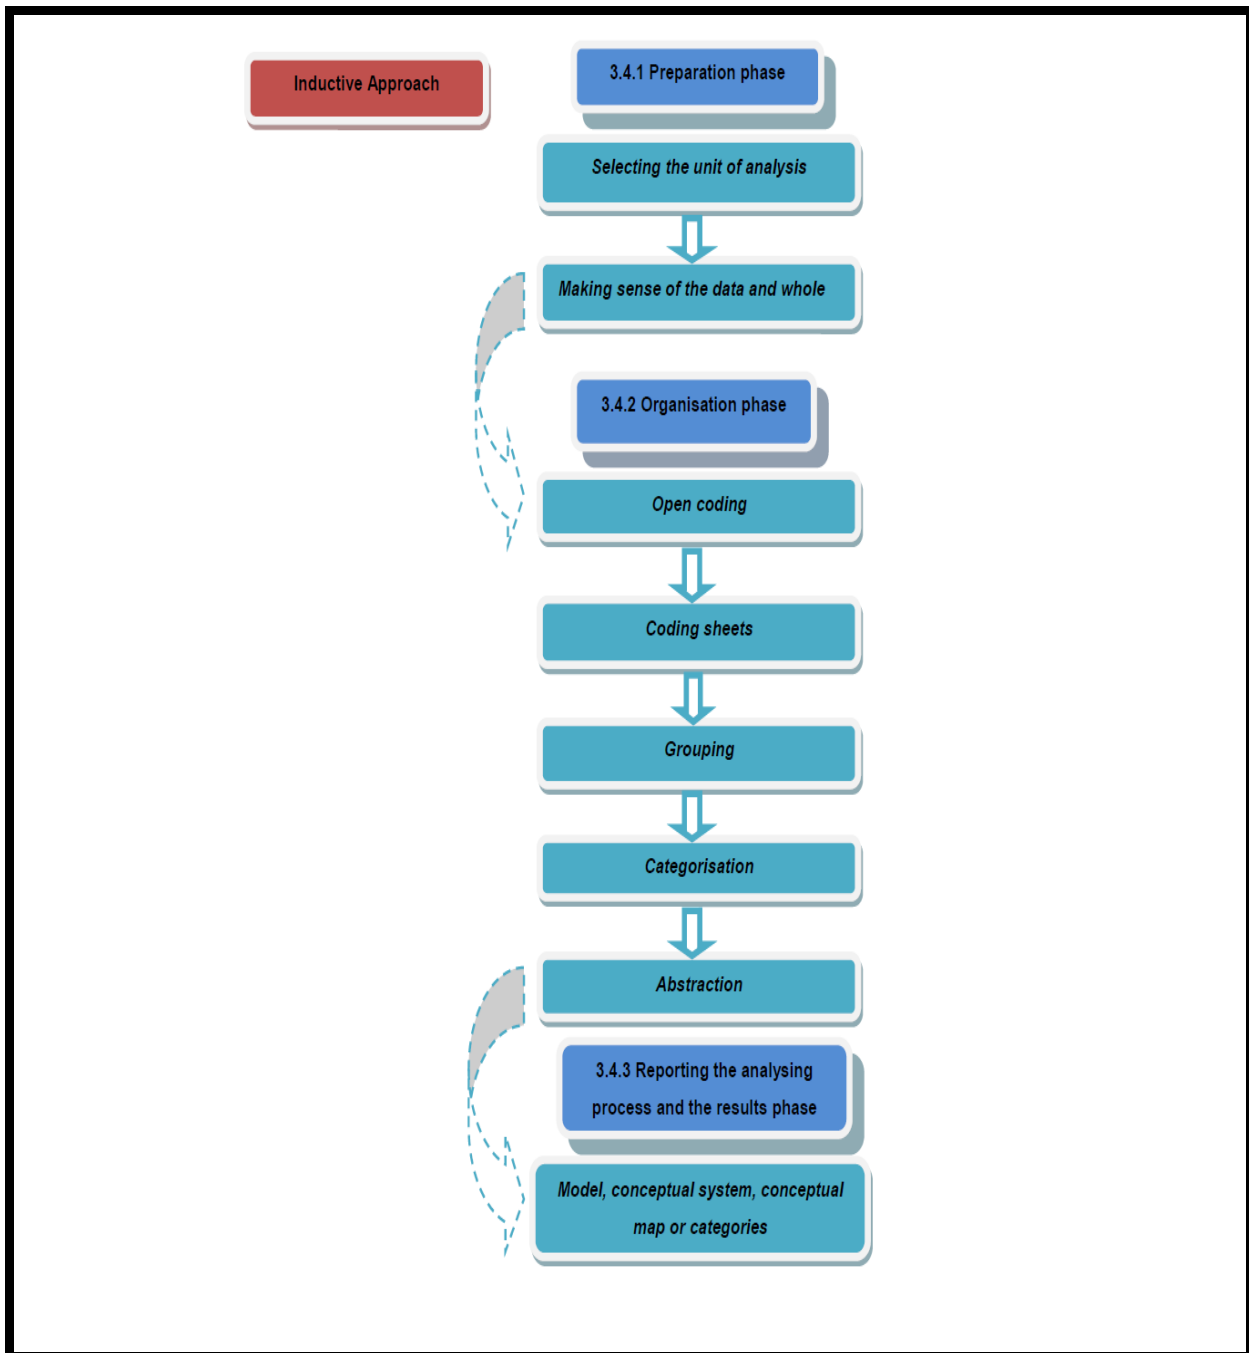 Inductive Approach
3.4.1 Preparation phase
Selecting the unit of analysis
Making sense of the data and whole
3.4.2 Organisation phase
Open coding
Coding sheets
Grouping
Categorisation
Abstraction
3.4.3 Reporting the analysing
process and the results phase
Model, conceptual system, conceptual
map or categories